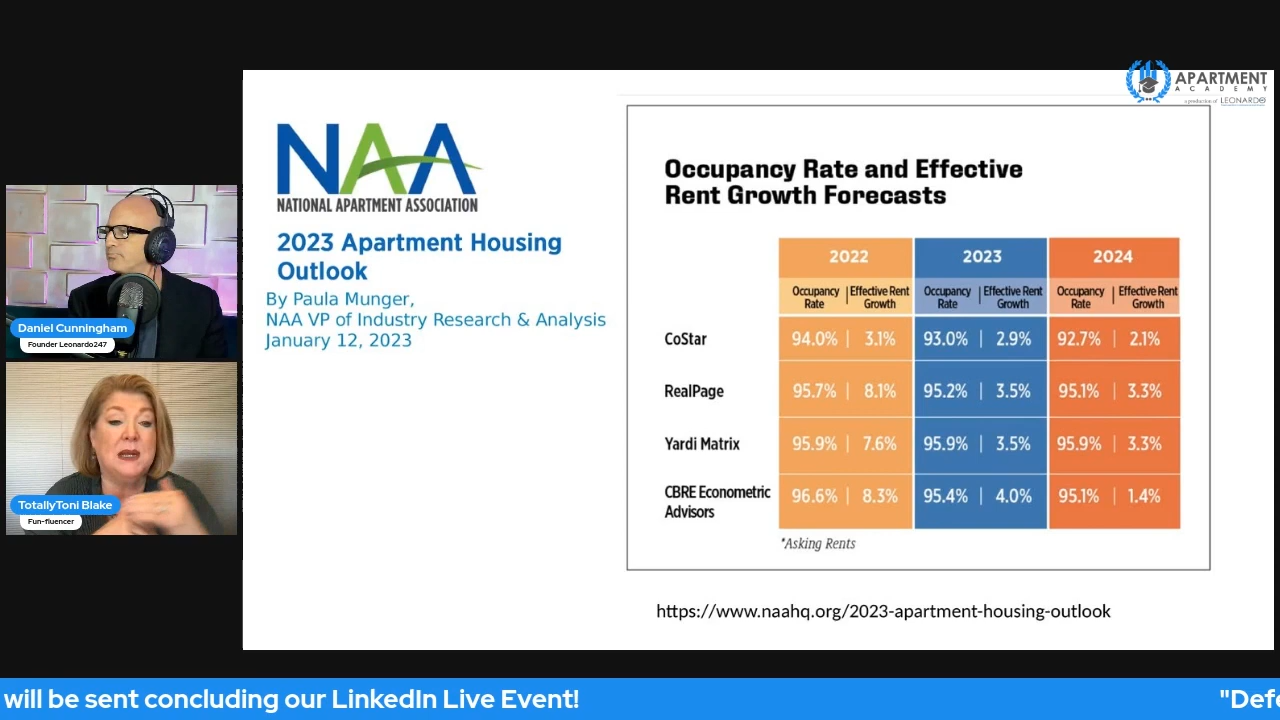 APARTMENT
ACADEMY
a production of LEONARDO
NAA
NATIONAL APARTMENT ASSOCIATION
2023 Apartment Housing
Outlook
By Paula Munger,
NAA VP of Industry Research & Analysis
January 12, 2023
Occupancy Rate and Effective
Rent Growth Forecasts
2022 2023 2024
Occupancy Rate | Effective Rent Growth Occupancy Rate | Effective Rent Growth Occupancy Rate | Effective Rent Growth
CoStar 94.0% | 3.1% 93.0% | 2.9% 92.7% | 2.1%
RealPage 95.7% | 8.1% 95.2% | 3.5% 95.1% | 3.3%
Yardi Matrix 95.9% | 7.6% 95.9% | 3.5% 95.9% | 3.3%
CBRE Econometric Advisors 96.6% | 8.3% 95.4% | 4.0% 95.1% | 1.4%
*Asking Rents
https://www.naahq.org/2023-apartment-housing-outlook
Daniel Cunningham
Founder Leonardo247
TotallyToni Blake
Fun-fluencer
will be sent concluding our LinkedIn Live Event! "Defe